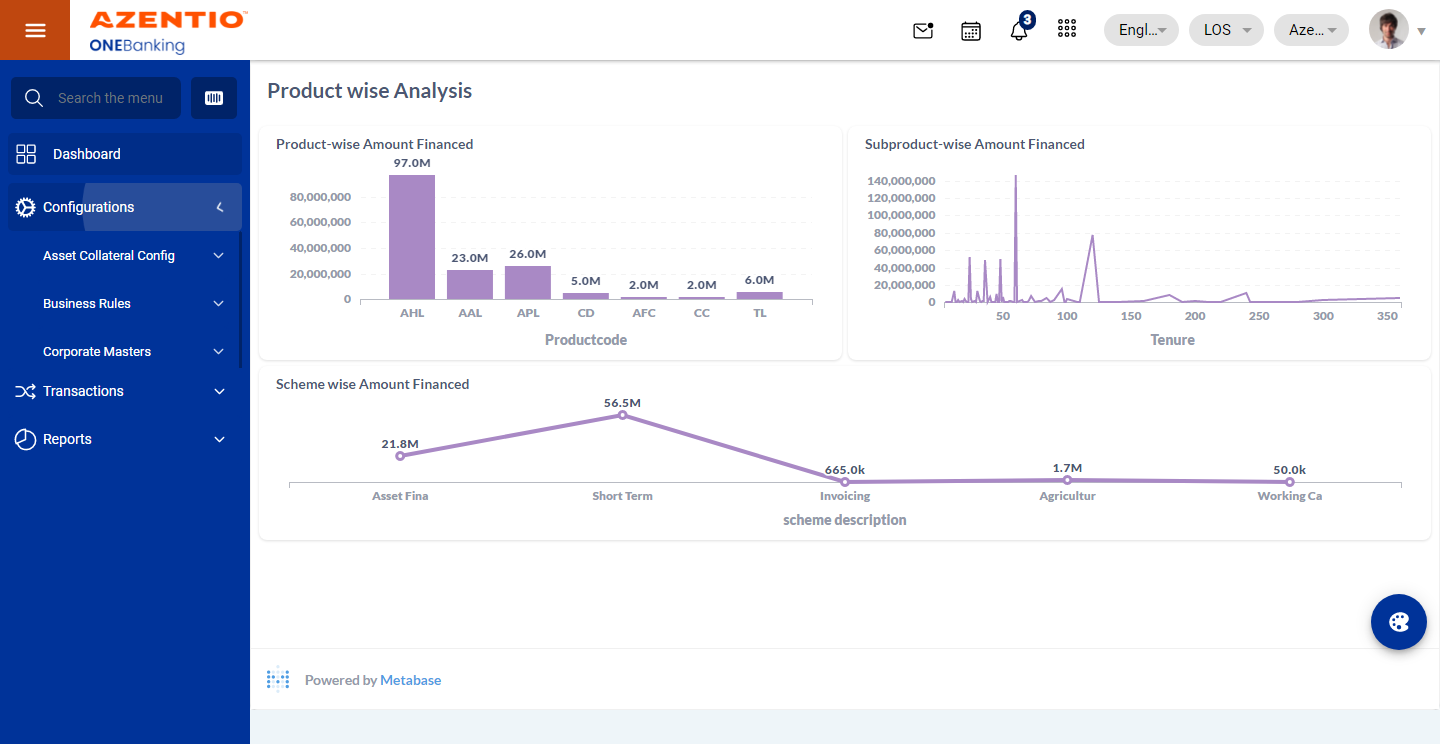 AZENTIO™
ONEBanking
3
Engl...
LOS
Aze...
Search the menu
Dashboard
Configurations
Asset Collateral Config
Business Rules
Corporate Masters
Transactions
Reports
Product wise Analysis
Product-wise Amount Financed
97.0M
80,000,000
60,000,000
40,000,000
20,000,000
0
23.0M
26.0M
5.0M
2.0M
2.0M
6.0M
AHL
AAL
APL
CD
AFC
CC
TL
Productcode
Subproduct-wise Amount Financed
140,000,000
120,000,000
100,000,000
80,000,000
60,000,000
40,000,000
20,000,000
0
50
100
150
200
250
300
350
Tenure
Scheme wise Amount Financed
21.8M
56.5M
665.0k
1.7M
50.0k
Asset Fina
Short Term
Invoicing
Agricultur
Working Ca
scheme description
Powered by Metabase